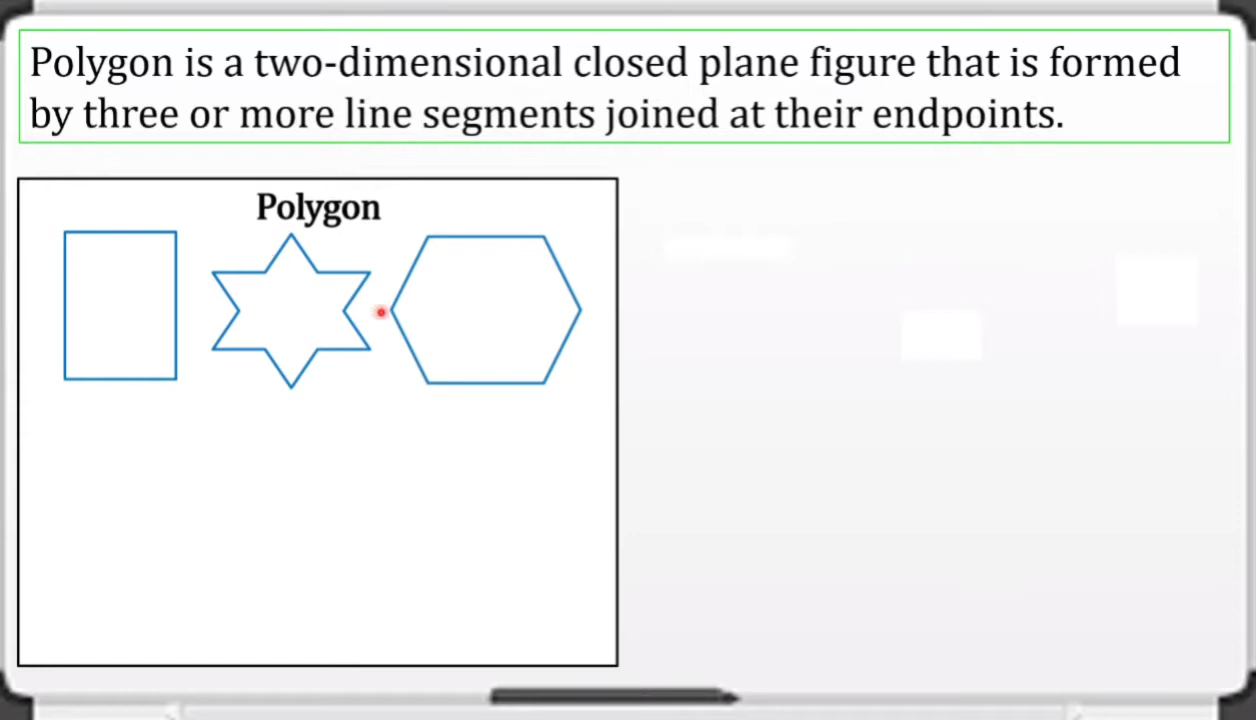 Polygon is a two-dimensional closed plane figure that is formed
by three or more line segments joined at their endpoints.
Polygon